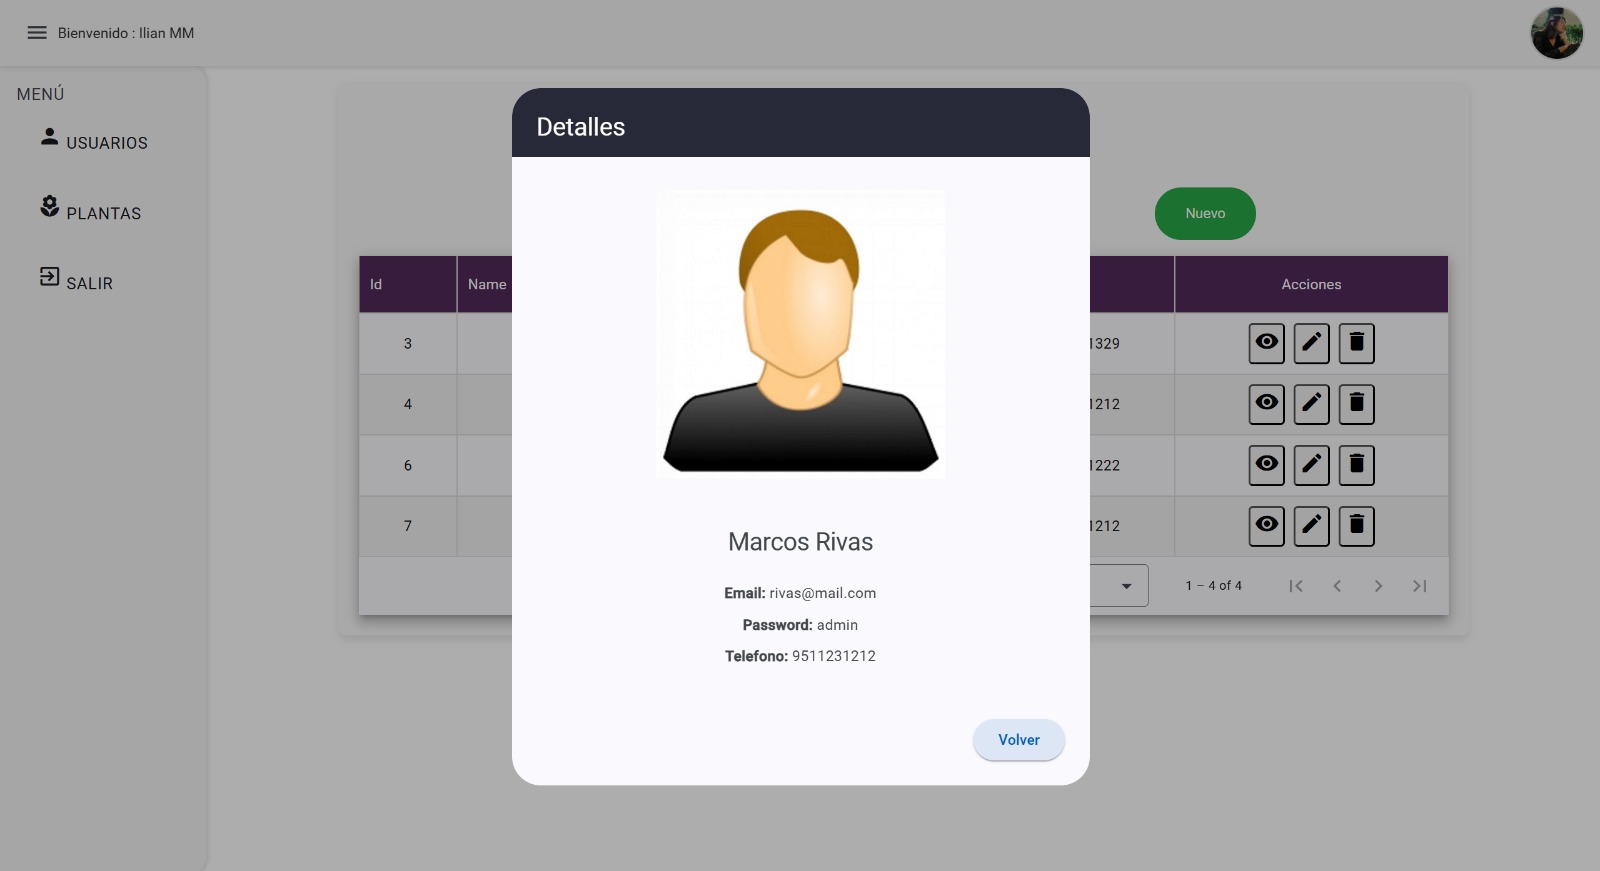 Bienvenido : Ilian MM
MENÚ
USUARIOS
PLANTAS
SALIR
Detalles
Nuevo
Id
Name
Acciones
3
1329
4
1212
6
1222
7
1212
1 – 4 of 4
Marcos Rivas
Email: rivas@mail.com
Password: admin
Telefono: 9511231212
Volver